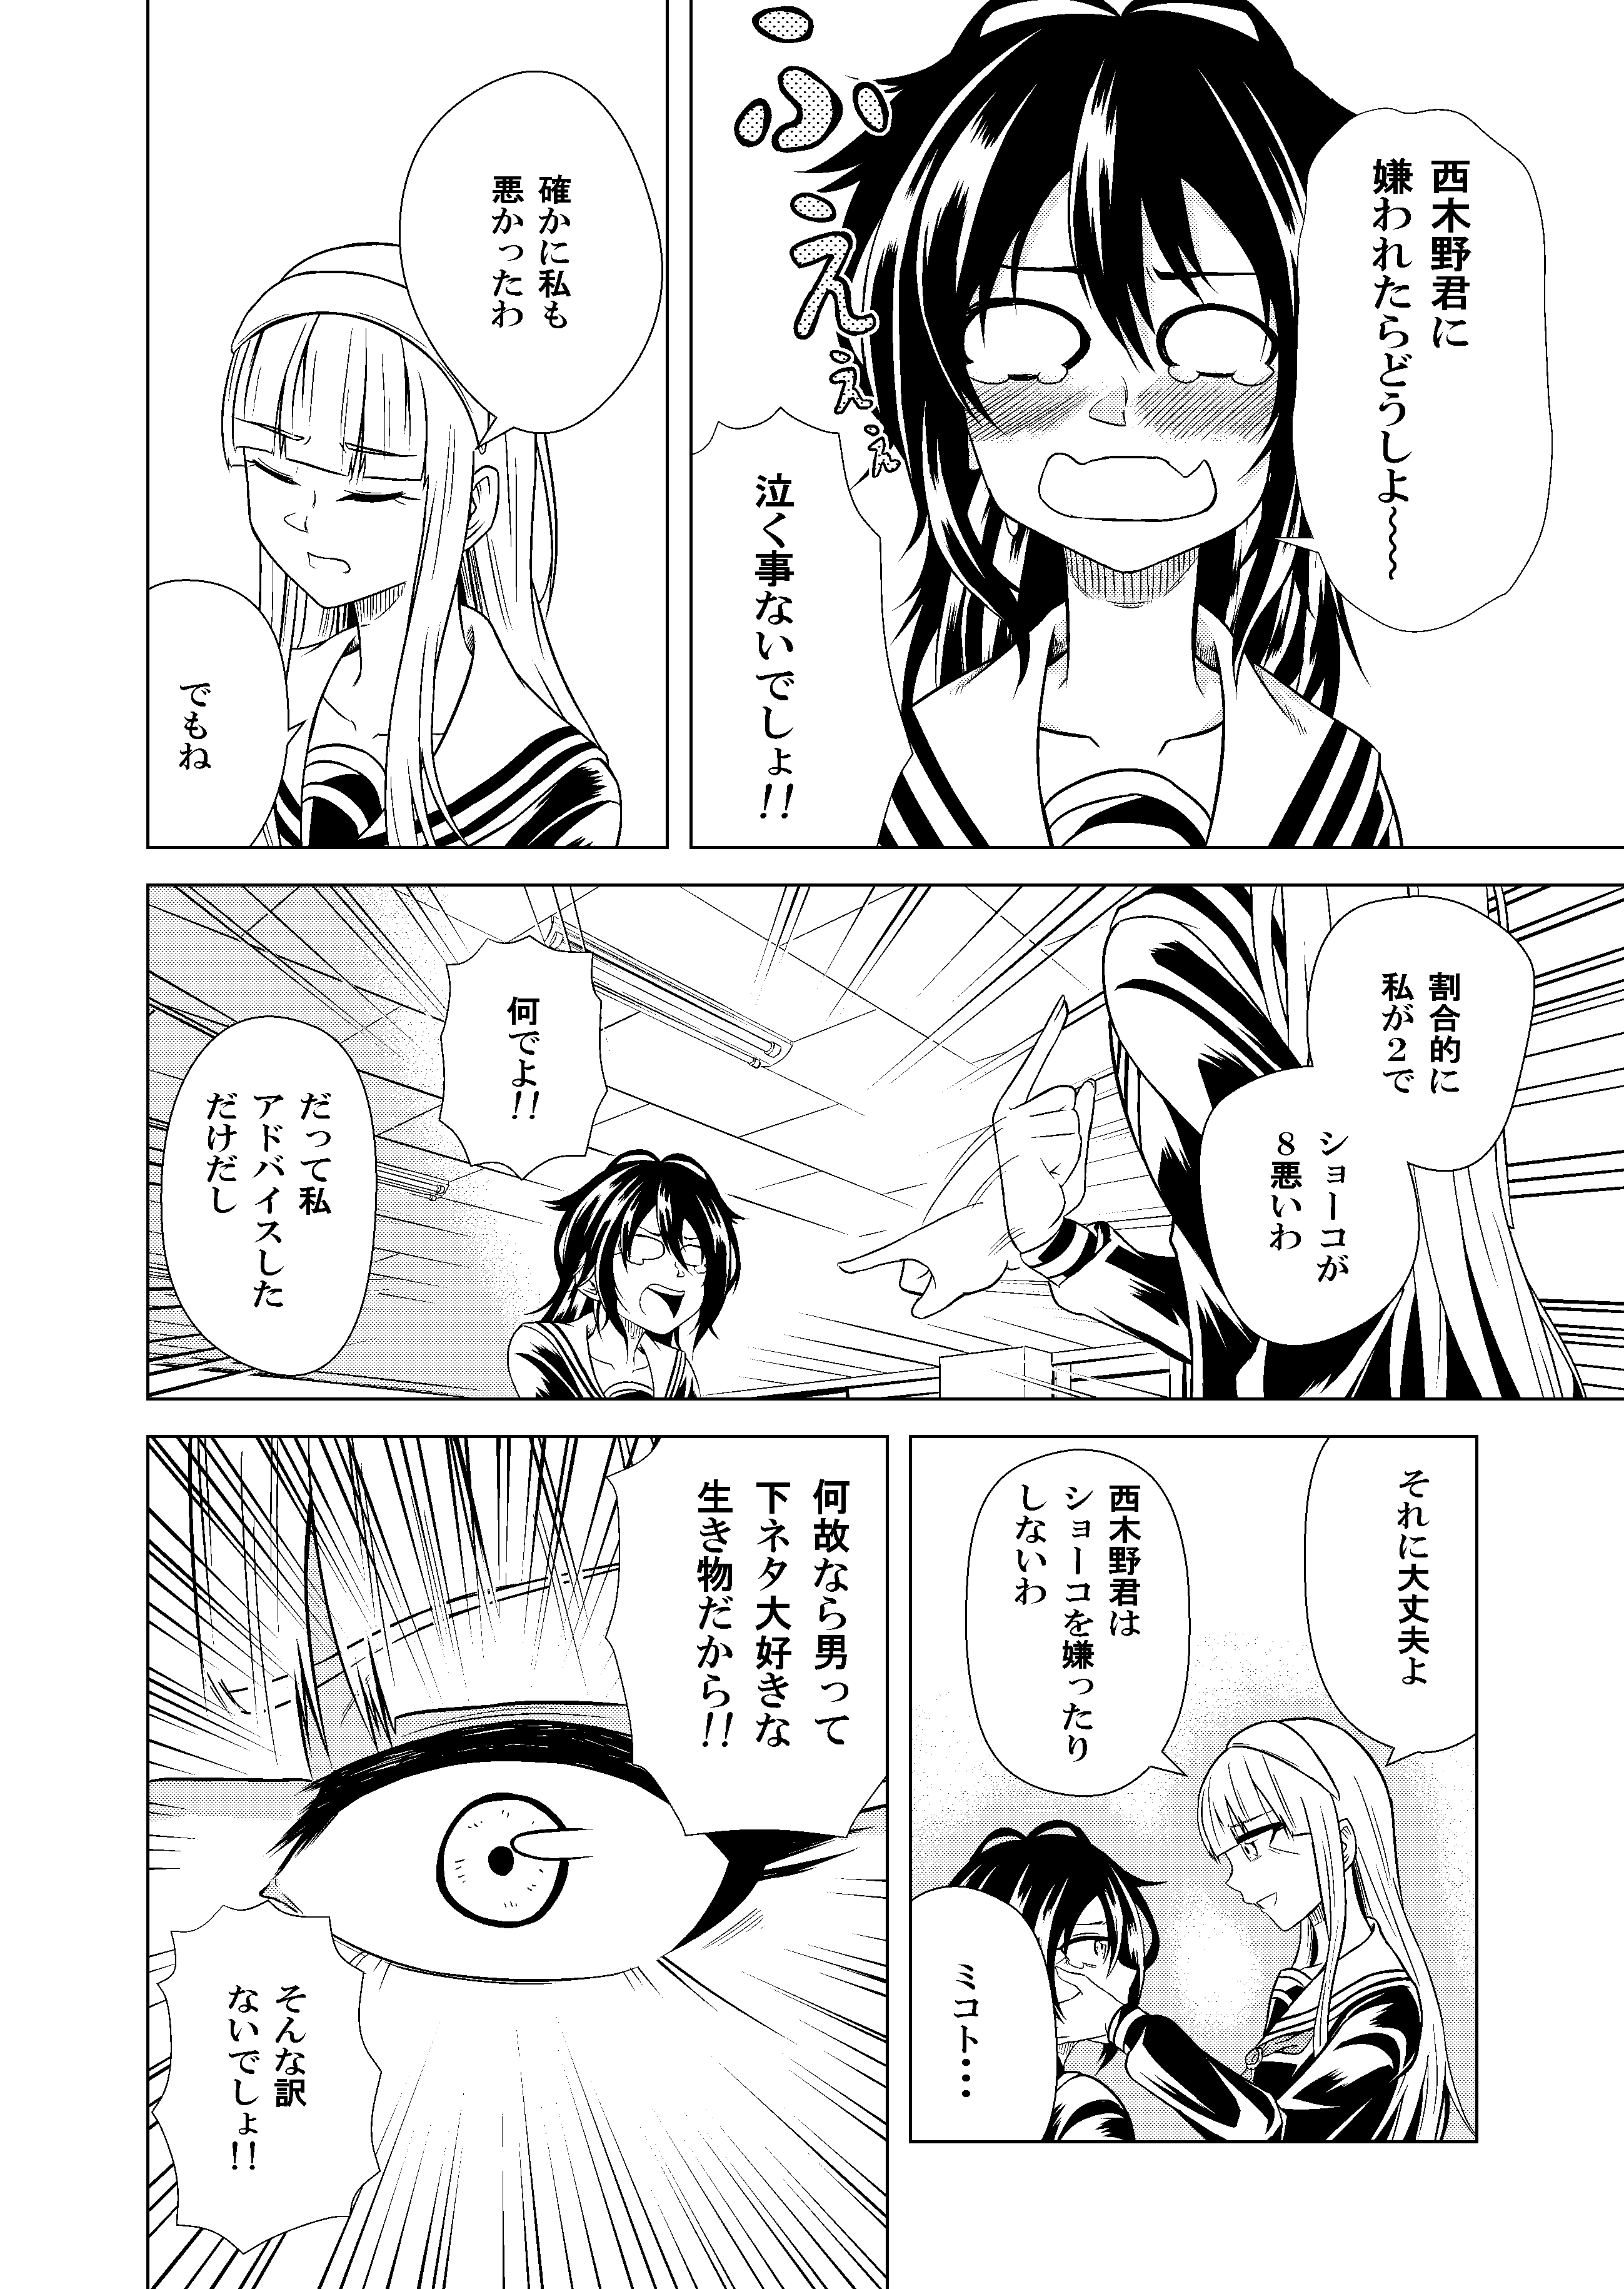 西木野君に
嫌われたらどうしよ〜〜〜
ふえええぇ
泣く事ないでしょ!!
確かに私も
悪かったわ
でもね
割合的に
私が2で
ショーコが
8悪いわ
何でよ!!
だって私
アドバイスした
だけだし
それに大丈夫よ
西木野君は
ショーコを嫌ったり
しないわ
ミコト・・・・
何故なら男って
下ネタ大好きな
生き物だから!!
そんな訳
ないでしょ!!